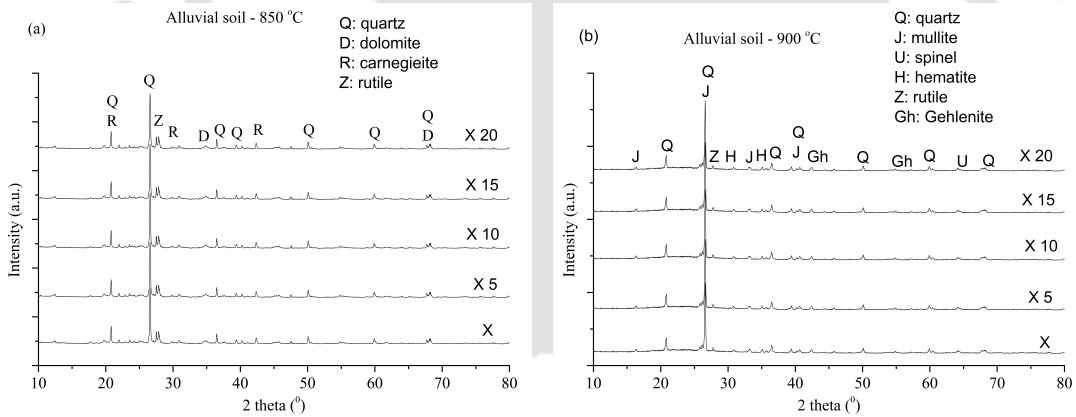 (a)
Alluvial soil - 850 °C
Q: quartz
D: dolomite
R: carnegieite
Z: rutile
Q
R
Q
Z
R
D
Q
Q
R
Q
Q
Q
D
X 20
X 15
X 10
X 5
X
Intensity (a.u.)
10 20 30 40 50 60 70 80
2 theta (⁰)
(b)
Alluvial soil - 900 °C
Q: quartz
J: mullite
U: spinel
H: hematite
Z: rutile
Gh: Gehlenite
J
Q
Q
J
Z
H
J
H
Q
Q
J
Gh
Q
Gh
Q
U
Q
X 20
X 15
X 10
X 5
X
Intensity (a.u.)
10 20 30 40 50 60 70 80
2 theta (⁰)